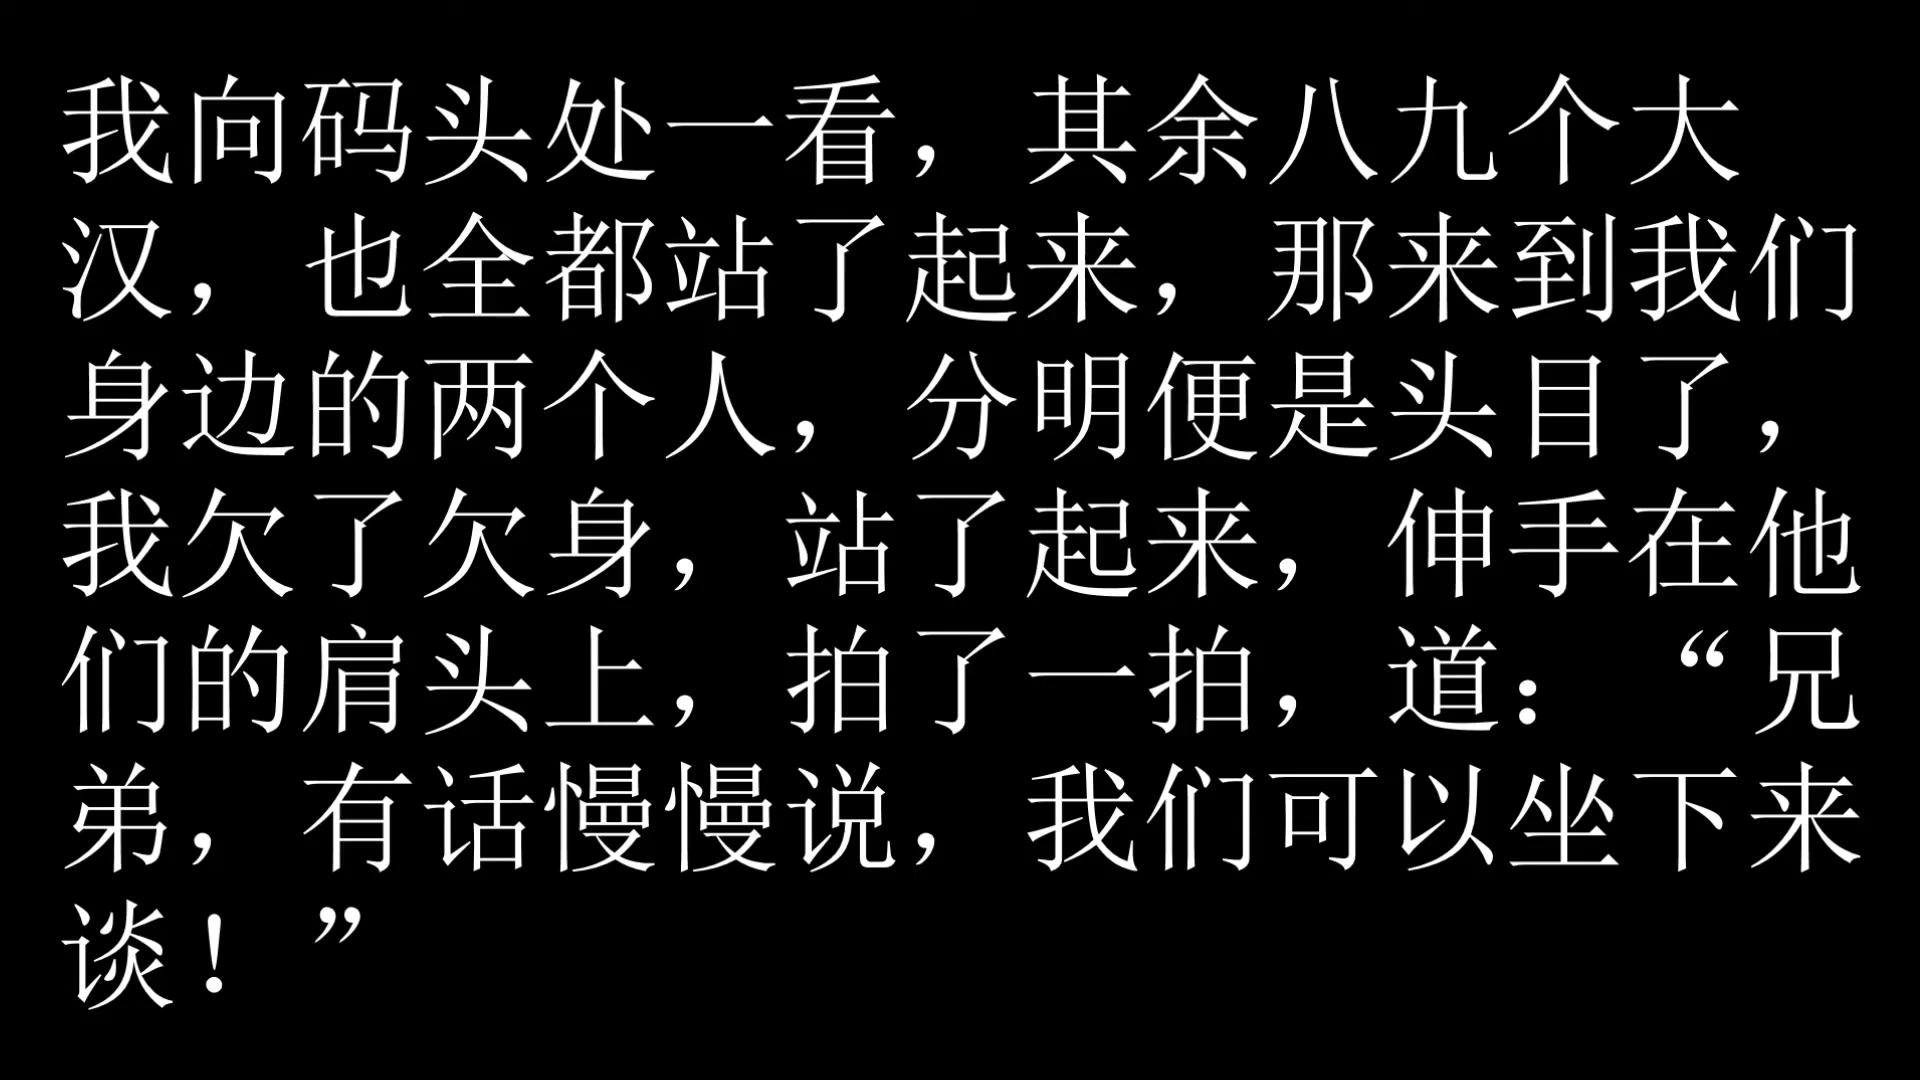 我向码头处一看，其余八九个大
汉，也全都站了起来，那来到我们
身边的两个人，分明便是头目了，
我欠了欠身，站了起来，伸手在他
们的肩头上，拍了一拍，道：“兄
弟，有话慢慢说，我们可以坐下来
谈！”